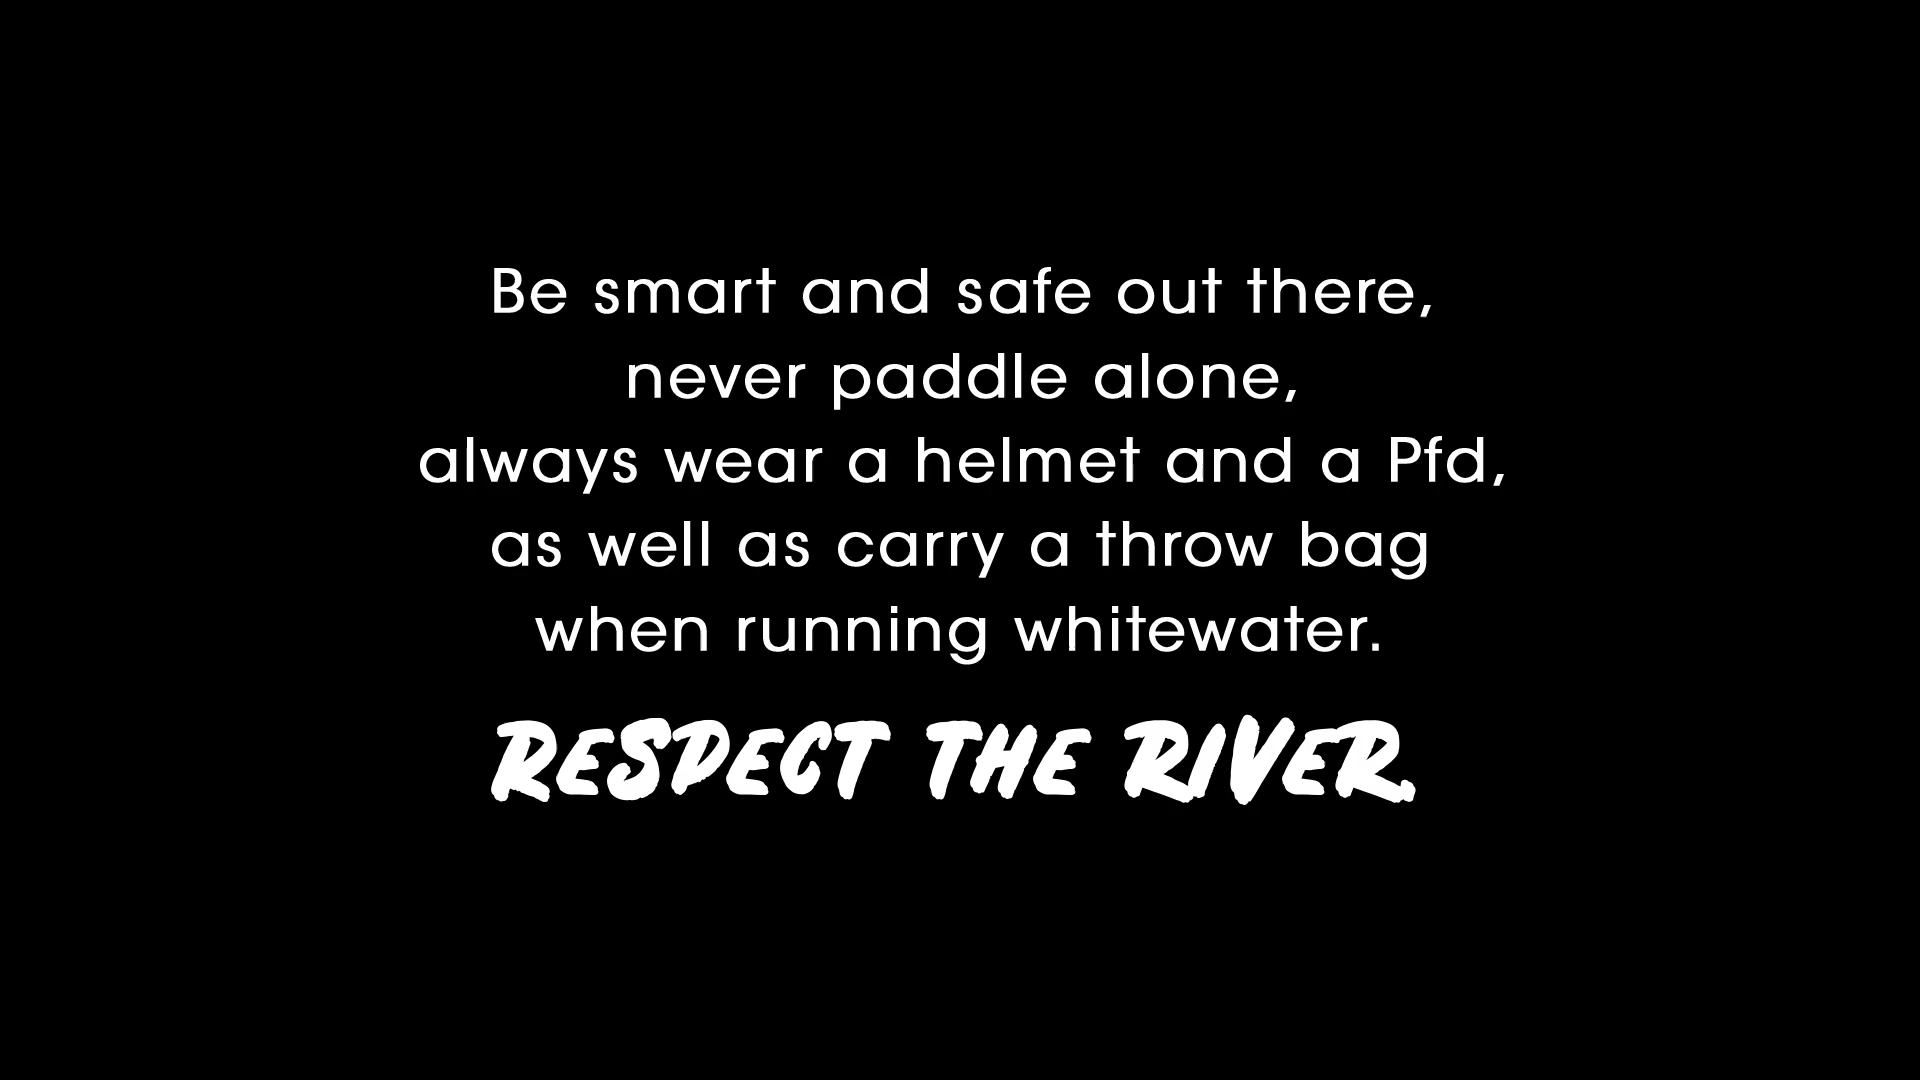 Be smart and safe out there,
never paddle alone,
always wear a helmet and a Pfd,
as well as carry a throw bag
when running whitewater.
RESPECT THE RIVER.